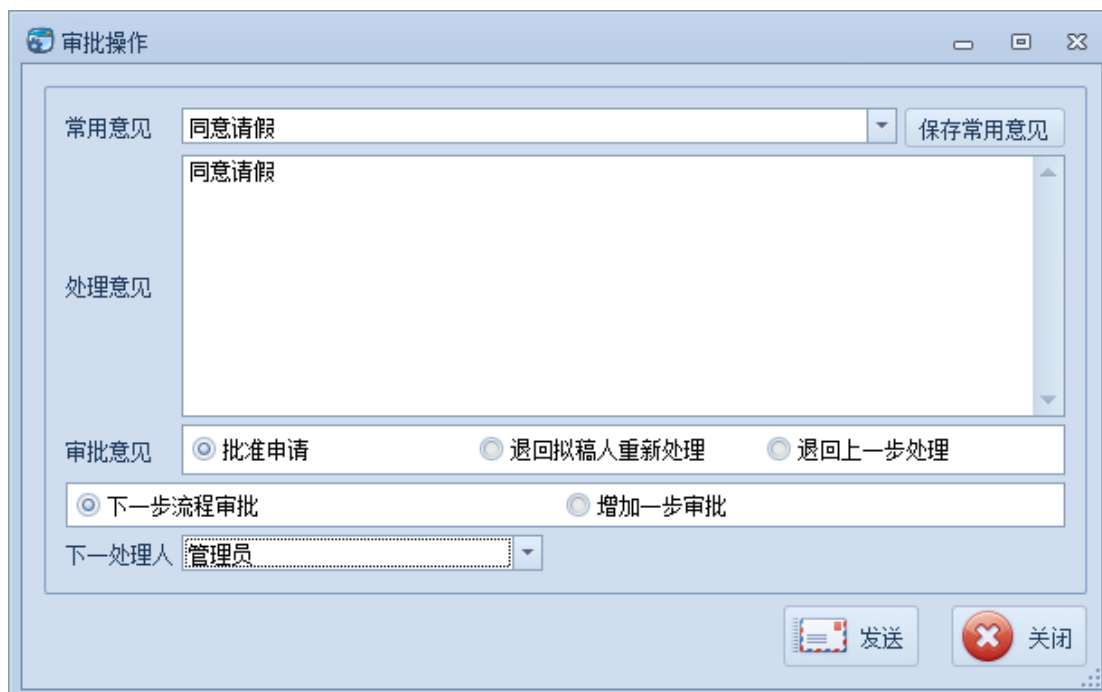 审批操作
常用意见 同意请假 保存常用意见
同意请假
处理意见
审批意见 批准申请 退回拟稿人重新处理 退回上一步处理
下一步流程审批 增加一步审批
下一处理人 管理员
发送 关闭